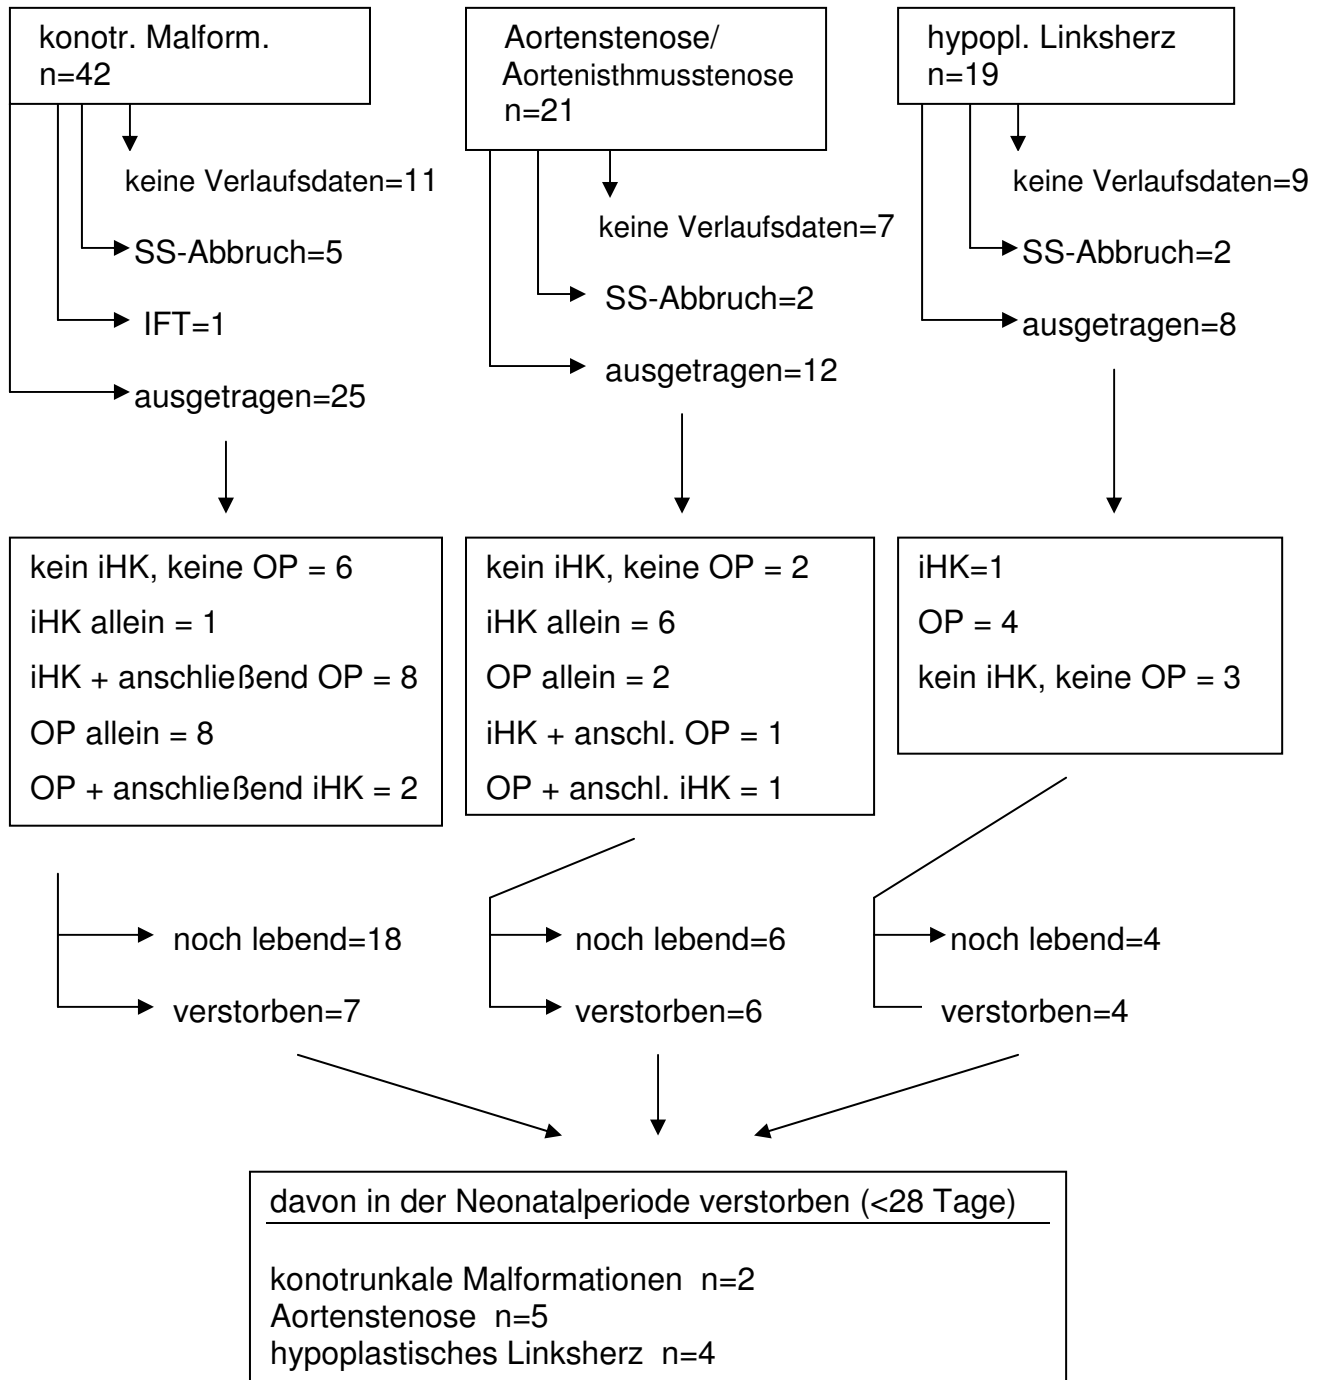 konotr. Malform.
n=42
keine Verlaufsdaten=11
SS-Abbruch=5
IFT=1
ausgetragen=25
Aortenstenose/
Aortenisthmusstenose
n=21
keine Verlaufsdaten=7
SS-Abbruch=2
ausgetragen=12
hypopl. Linksherz
n=19
keine Verlaufsdaten=9
SS-Abbruch=2
ausgetragen=8
kein iHK, keine OP = 6
iHK allein = 1
iHK + anschließend OP = 8
OP allein = 8
OP + anschließend iHK = 2
kein iHK, keine OP = 2
iHK allein = 6
OP allein = 2
iHK + anschl. OP = 1
OP + anschl. iHK = 1
iHK=1
OP = 4
kein iHK, keine OP = 3
noch lebend=18
verstorben=7
noch lebend=6
verstorben=6
noch lebend=4
verstorben=4
davon in der Neonatalperiode verstorben (<28 Tage)
konotrunkale Malformationen n=2
Aortenstenose n=5
hypoplastisches Linksherz n=4